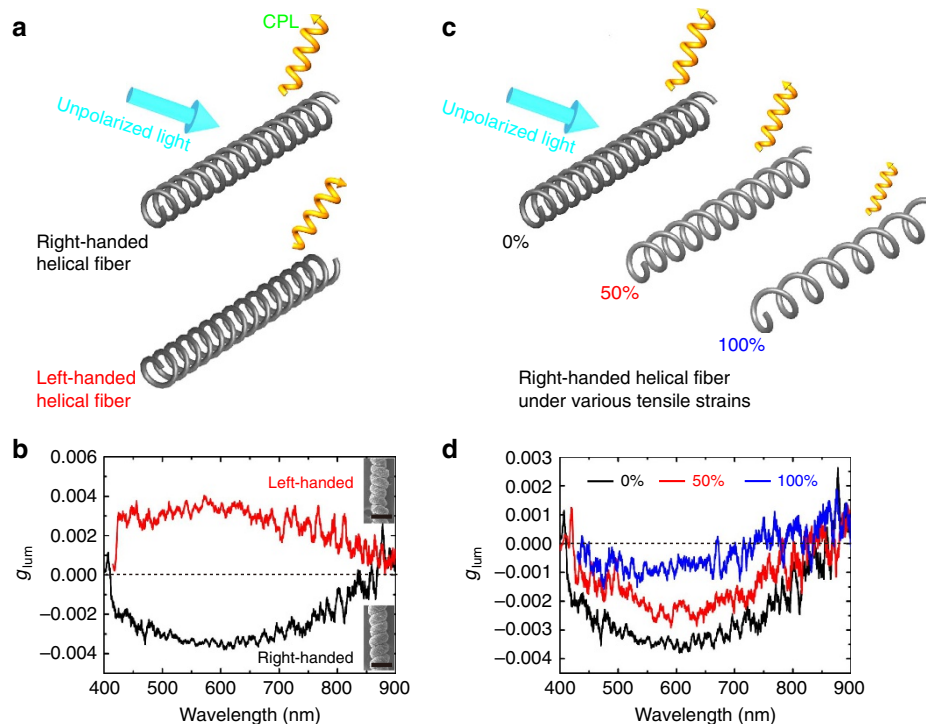 a
CPL
Unpolarized light
Right-handed
helical fiber
Left-handed
helical fiber
c
Unpolarized light
0%
50%
100%
Right-handed helical fiber
under various tensile strains
b
0.006
0.004
0.002
0.000
–0.002
–0.004
g_lum
Left-handed
Right-handed
400 500 600 700 800 900
Wavelength (nm)
d
0.003
0.002
0.001
0.000
–0.001
–0.002
–0.003
–0.004
g_lum
0% 50% 100%
400 500 600 700 800 900
Wavelength (nm)